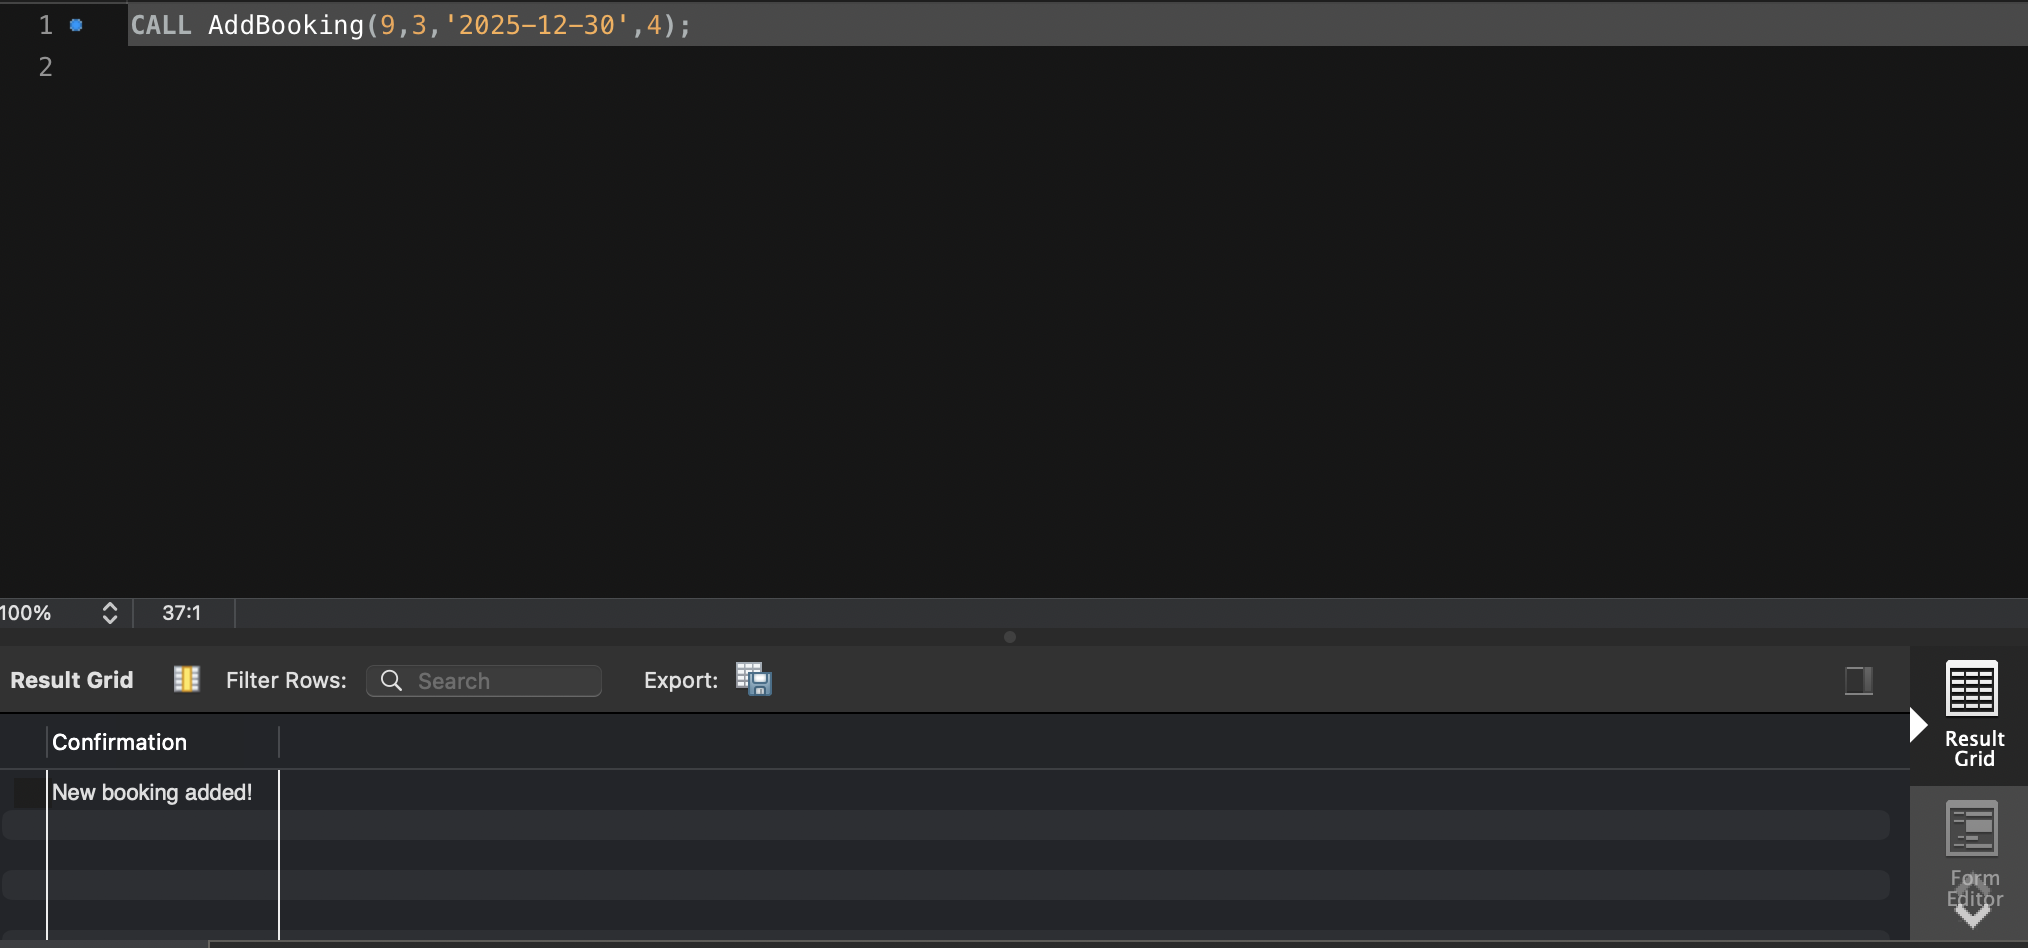 1 CALL AddBooking(9,3,'2025-12-30',4);
2
100% 37:1
Result Grid Filter Rows: Search Export:
Confirmation
New booking added!
Result
Grid
Form
Editor